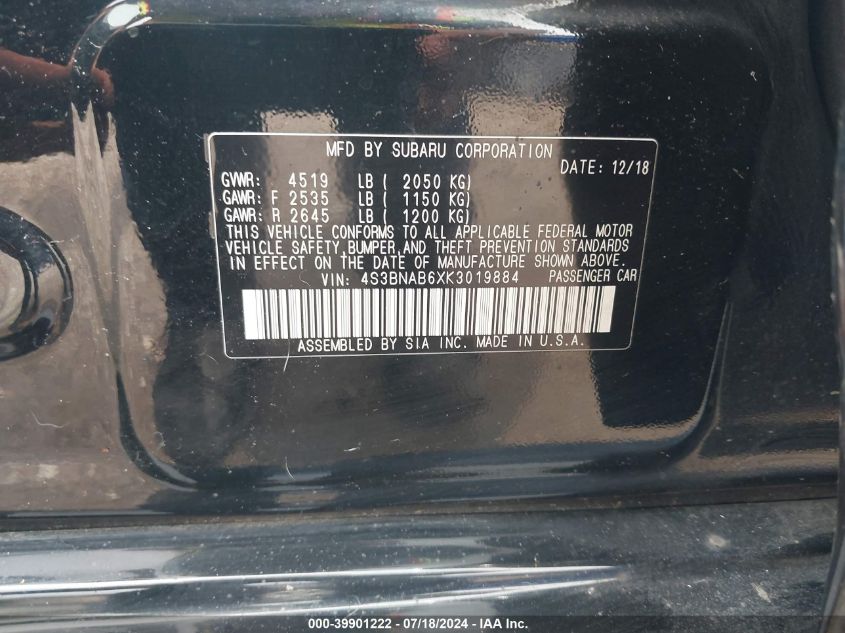 MFD BY SUBARU CORPORATION
DATE: 12/18
GVWR: 4519 LB ( 2050 KG)
GAWR: F 2535 LB ( 1150 KG)
GAWR: R 2645 LB ( 1200 KG)
THIS VEHICLE CONFORMS TO ALL APPLICABLE FEDERAL MOTOR
VEHICLE SAFETY, BUMPER, AND THEFT PREVENTION STANDARDS
IN EFFECT ON THE DATE OF MANUFACTURE SHOWN ABOVE.
VIN: 4S3BNAB6XK3019884 PASSENGER CAR
ASSEMBLED BY SIA INC. MADE IN U.S.A.
000-39901222 - 07/18/2024 - IAA Inc.